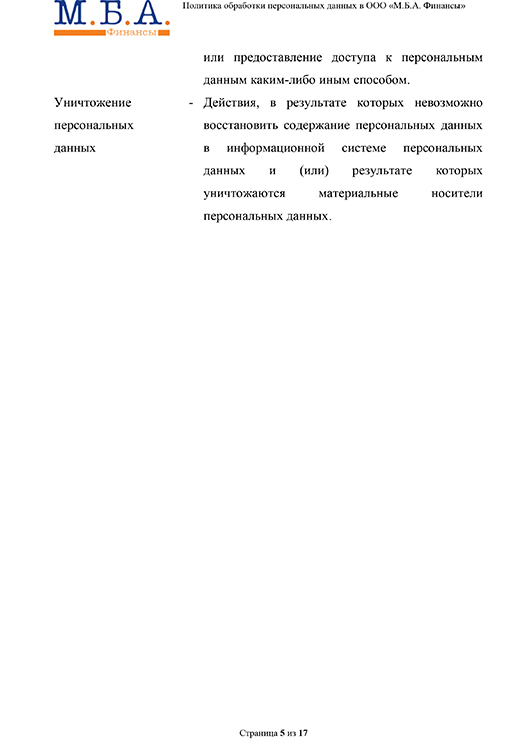 М.Б.А.
Финансы
Политика обработки персональных данных в ООО «М.Б.А. Финансы»
или предоставление доступа к персональным
данным каким-либо иным способом.
Уничтожение - Действия, в результате которых невозможно
персональных восстановить содержание персональных данных
данных в информационной системе персональных
данных и (или) результате которых
уничтожаются материальные носители
персональных данных.
Страница 5 из 17